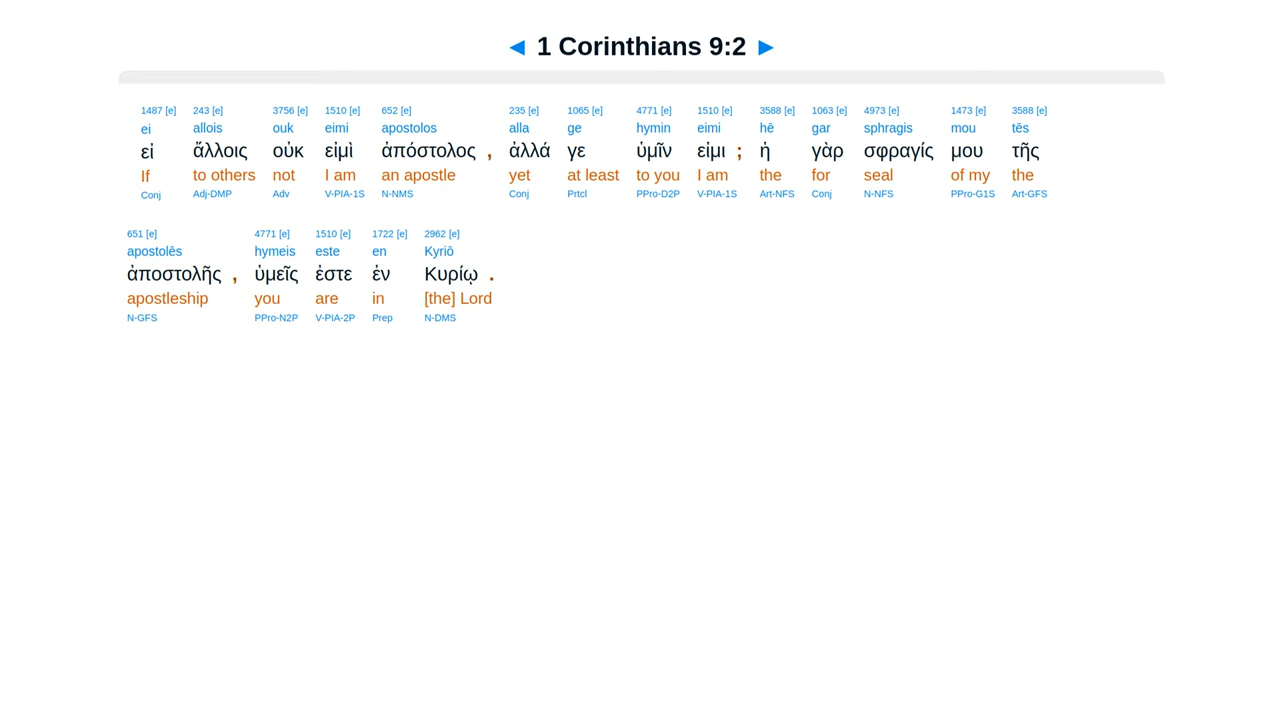 ◄ 1 Corinthians 9:2 ►
1487 [e] 243 [e] 3756 [e] 1510 [e] 652 [e] 235 [e] 1065 [e] 4771 [e] 1510 [e] 3588 [e] 1063 [e] 4973 [e] 1473 [e] 3588 [e]
ei allois ouk eimi apostolos alla ge hymin eimi hē gar sphragis mou tēs
εἰ ἄλλοις οὐκ εἰμὶ ἀπόστολος , ἀλλά γε ὑμῖν εἰμι ; ἡ γὰρ σφραγίς μου τῆς
If to others not I am an apostle yet at least to you I am the for seal of my the
Conj Adj-DMP Adv V-PIA-1S N-NMS Conj Prtcl PPro-D2P V-PIA-1S Art-NFS Conj N-NFS PPro-G1S Art-GFS
651 [e] 4771 [e] 1510 [e] 1722 [e] 2962 [e]
apostolēs hymeis este en Kyriō
ἀποστολῆς , ὑμεῖς ἐστε ἐν Κυρίῳ .
apostleship you are in [the] Lord
N-GFS PPro-N2P V-PIA-2P Prep N-DMS